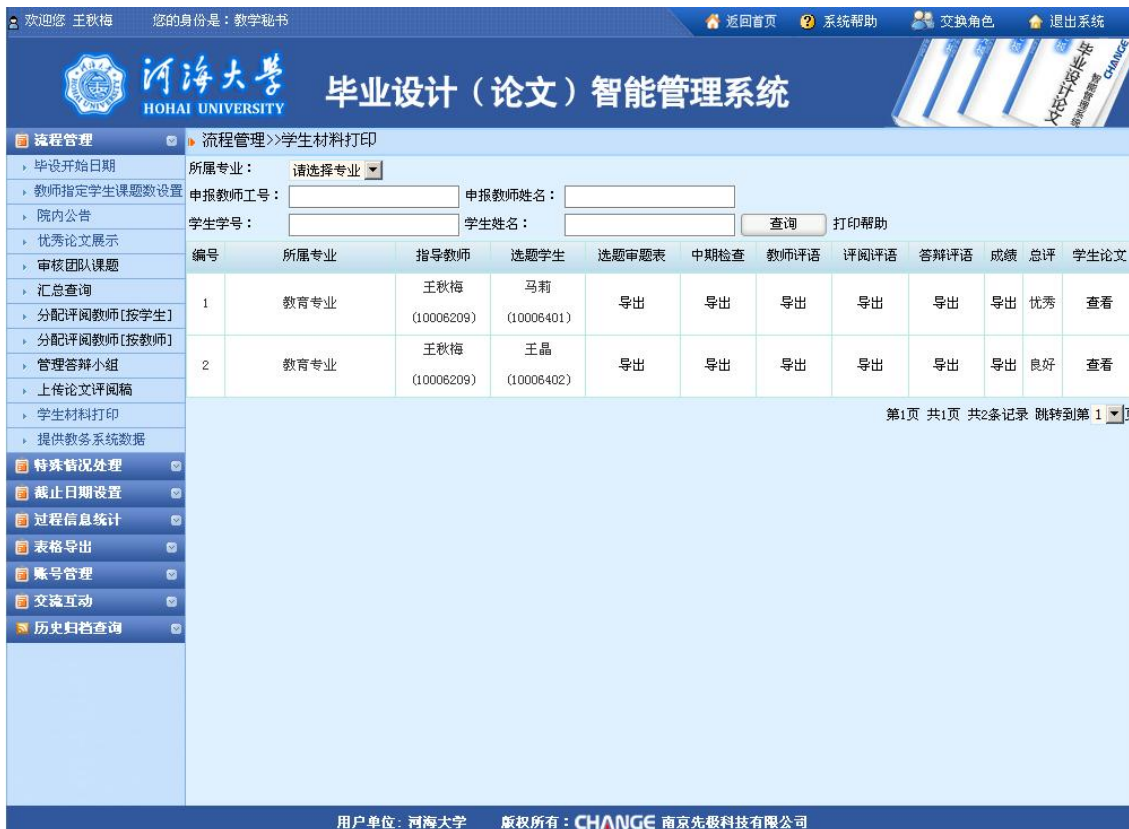 欢迎您 王秋梅 您的身份是：教学秘书 返回首页 系统帮助 交换角色 退出系统
河海大学
HOHAI UNIVERSITY
毕业设计（论文）智能管理系统
毕业设计论文
智能管理系统
CHANGE
流程管理
毕设开始日期
教师指定学生课题数设置
院内公告
优秀论文展示
审核团队课题
汇总查询
分配评阅教师[按学生]
分配评阅教师[按教师]
管理答辩小组
上传论文评阅稿
学生材料打印
提供教务系统数据
特殊情况处理
截止日期设置
过程信息统计
表格导出
账号管理
交流互动
历史归档查询
流程管理>>学生材料打印
所属专业： 请选择专业
申报教师工号： 申报教师姓名：
学生学号： 学生姓名： 查询 打印帮助
编号 所属专业 指导教师 选题学生 选题审题表 中期检查 教师评语 评阅评语 答辩评语 成绩 总评 学生论文
1 教育专业 王秋梅 马莉 导出 导出 导出 导出 导出 导出 优秀 查看
(10006209) (10006401)
2 教育专业 王秋梅 王晶 导出 导出 导出 导出 导出 导出 良好 查看
(10006209) (10006402)
第1页 共1页 共2条记录 跳转到第 1 页
用户单位: 河海大学 版权所有：CHANGE 南京先极科技有限公司